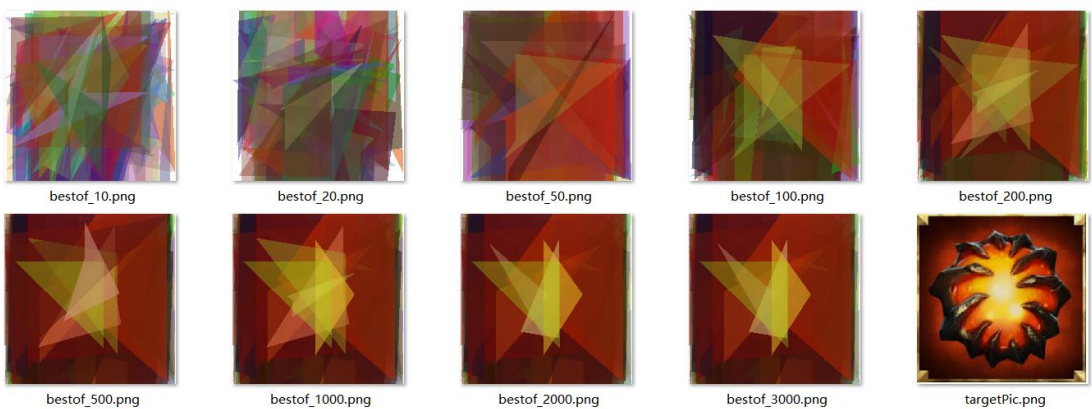 bestof_10.png
bestof_20.png
bestof_50.png
bestof_100.png
bestof_200.png
bestof_500.png
bestof_1000.png
bestof_2000.png
bestof_3000.png
targetPic.png